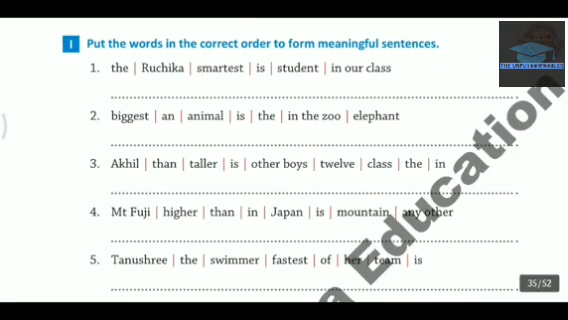 THE UNPUTDOWNABLES
I Put the words in the correct order to form meaningful sentences.
1. the | Ruchika | smartest | is | student | in our class
2. biggest | an | animal | is | the | in the zoo | elephant
3. Akhil | than | taller | is | other boys | twelve | class | the | in
4. Mt Fuji | higher | than | in | Japan | is | mountain | any other
5. Tanushree | the | swimmer | fastest | of | her | team | is
a Education
35/52